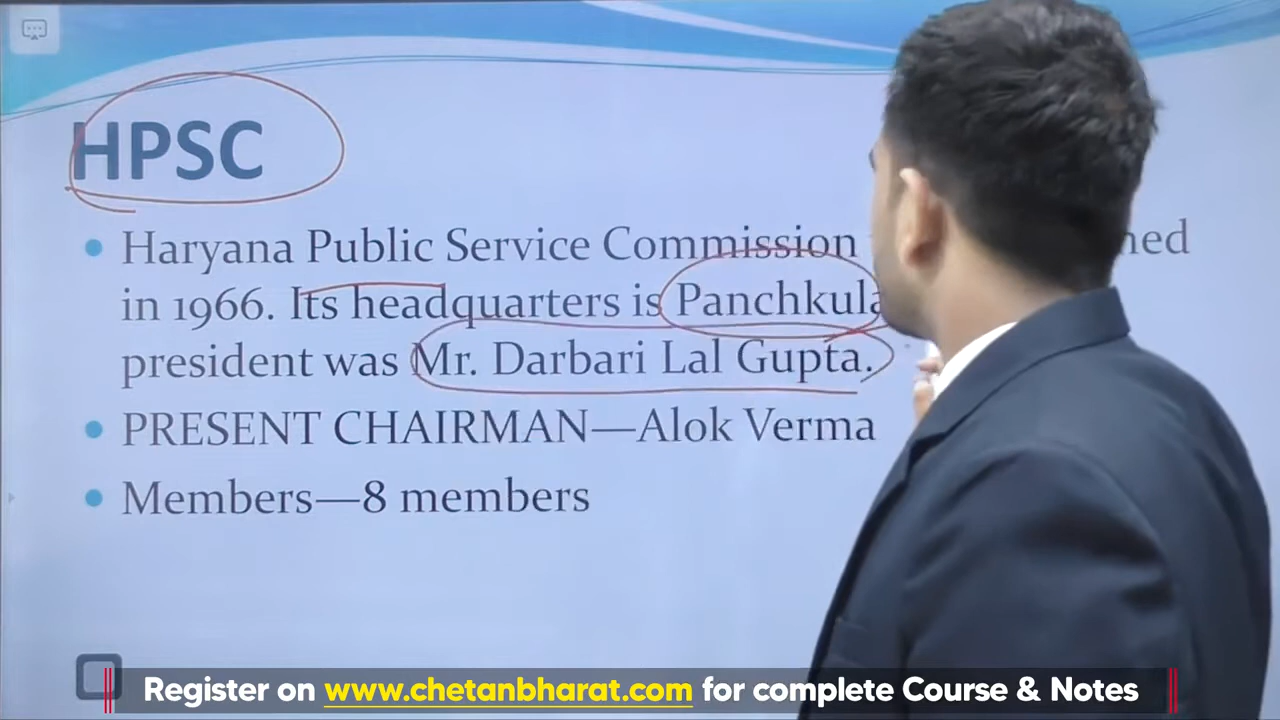 HPSC
• Haryana Public Service Commission
in 1966. Its headquarters is Panchkula
president was Mr. Darbari Lal Gupta.
• PRESENT CHAIRMAN—Alok Verma
• Members—8 members
Register on www.chetanbharat.com for complete Course & Notes